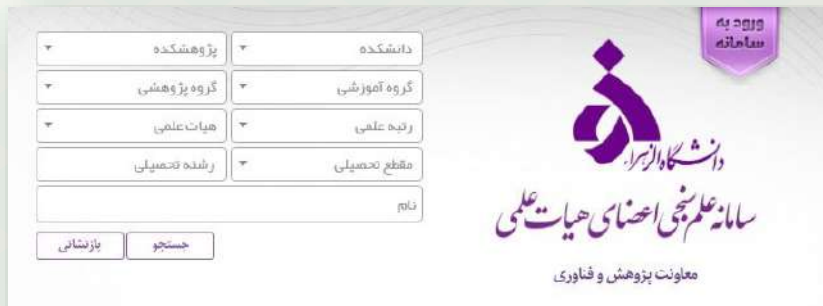 ورود به
سامانه
دانشگاه الزهرا
سامانه علم سنجی اعضای هیات علمی
معاونت پژوهش و فناوری
دانشکده
پژوهشکده
گروه آموزشی
گروه پژوهشی
رتبه علمی
هیات علمی
مقطع تحصیلی
رشته تحصیلی
نام
جستجو
بازنشانی